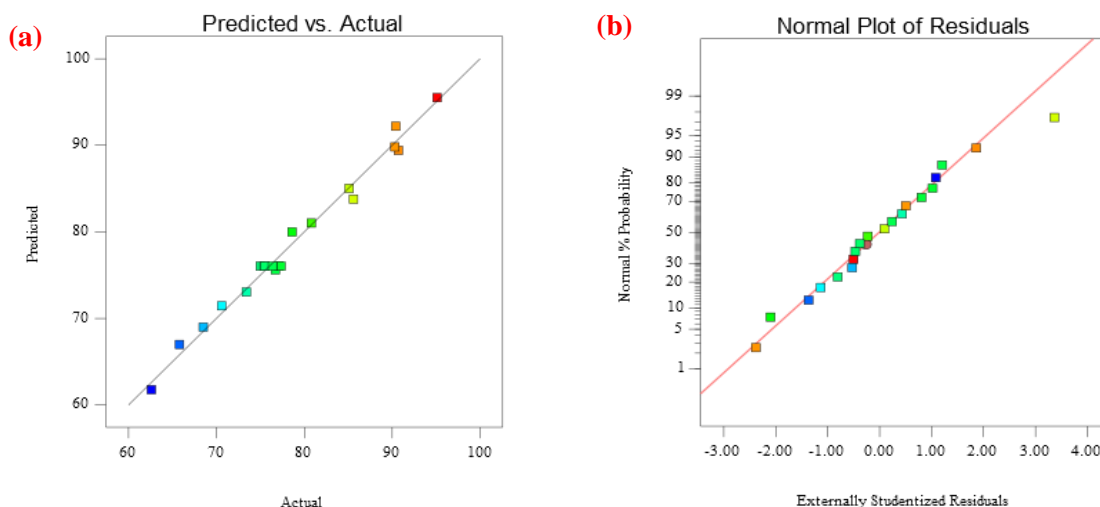 (a)
Predicted vs. Actual
100
90
80
70
60
Predicted
60 70 80 90 100
Actual
(b)
Normal Plot of Residuals
99
95
90
80
70
50
30
20
10
5
1
Normal % Probability
-3.00 -2.00 -1.00 0.00 1.00 2.00 3.00 4.00
Externally Studentized Residuals